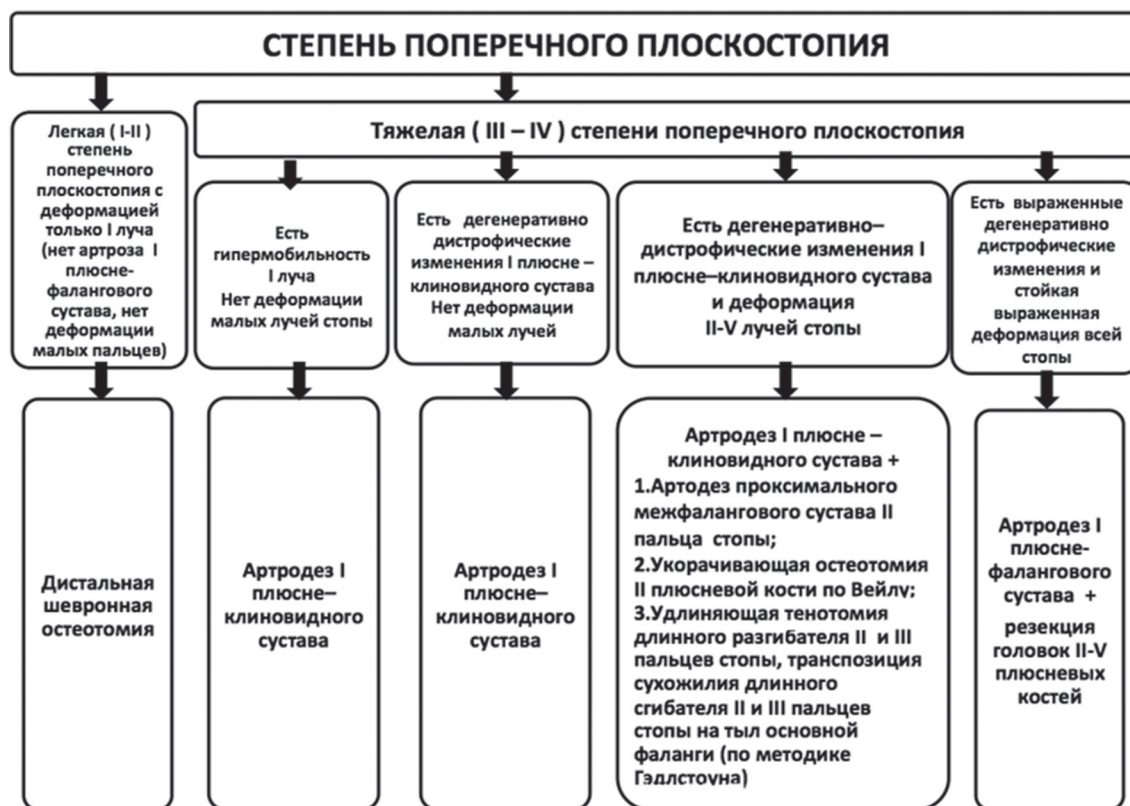 СТЕПЕНЬ ПОПЕРЕЧНОГО ПЛОСКОСТОПИЯ
Легкая ( I-II )
степень
поперечного
плоскостопия с
деформацией
только I луча
(нет артроза I
плюсне-
фалангового
сустава, нет
деформации
малых пальцев)
Тяжелая ( III – IV ) степени поперечного плоскостопия
Есть
гипермобильность
I луча
Нет деформации
малых лучей стопы
Есть дегенеративно
дистрофические
изменения I плюсне –
клиновидного сустава
Нет деформации
малых лучей
Есть дегенеративно–
дистрофические изменения I
плюсне–клиновидного сустава
и деформация
II-V лучей стопы
Есть выраженные
дегенеративно
дистрофические
изменения и
стойкая
выраженная
деформация всей
стопы
Дистальная
шевронная
остеотомия
Артродез I
плюсне–
клиновидного
сустава
Артродез I
плюсне–
клиновидного
сустава
Артродез I плюсне –
клиновидного сустава +
1.Артодез проксимального
межфалангового сустава II
пальца стопы;
2.Укорачивающая остеотомия
II плюсневой кости по Вейлу;
3.Удлиняющая тенотомия
длинного разгибателя II и III
пальцев стопы, транспозиция
сухожилия длинного
сгибателя II и III пальцев
стопы на тыл основной
фаланги (по методике
Гэдлстоуна)
Артродез I
плюсне-
фалангового
сустава +
резекция
головок II-V
плюсневых
костей